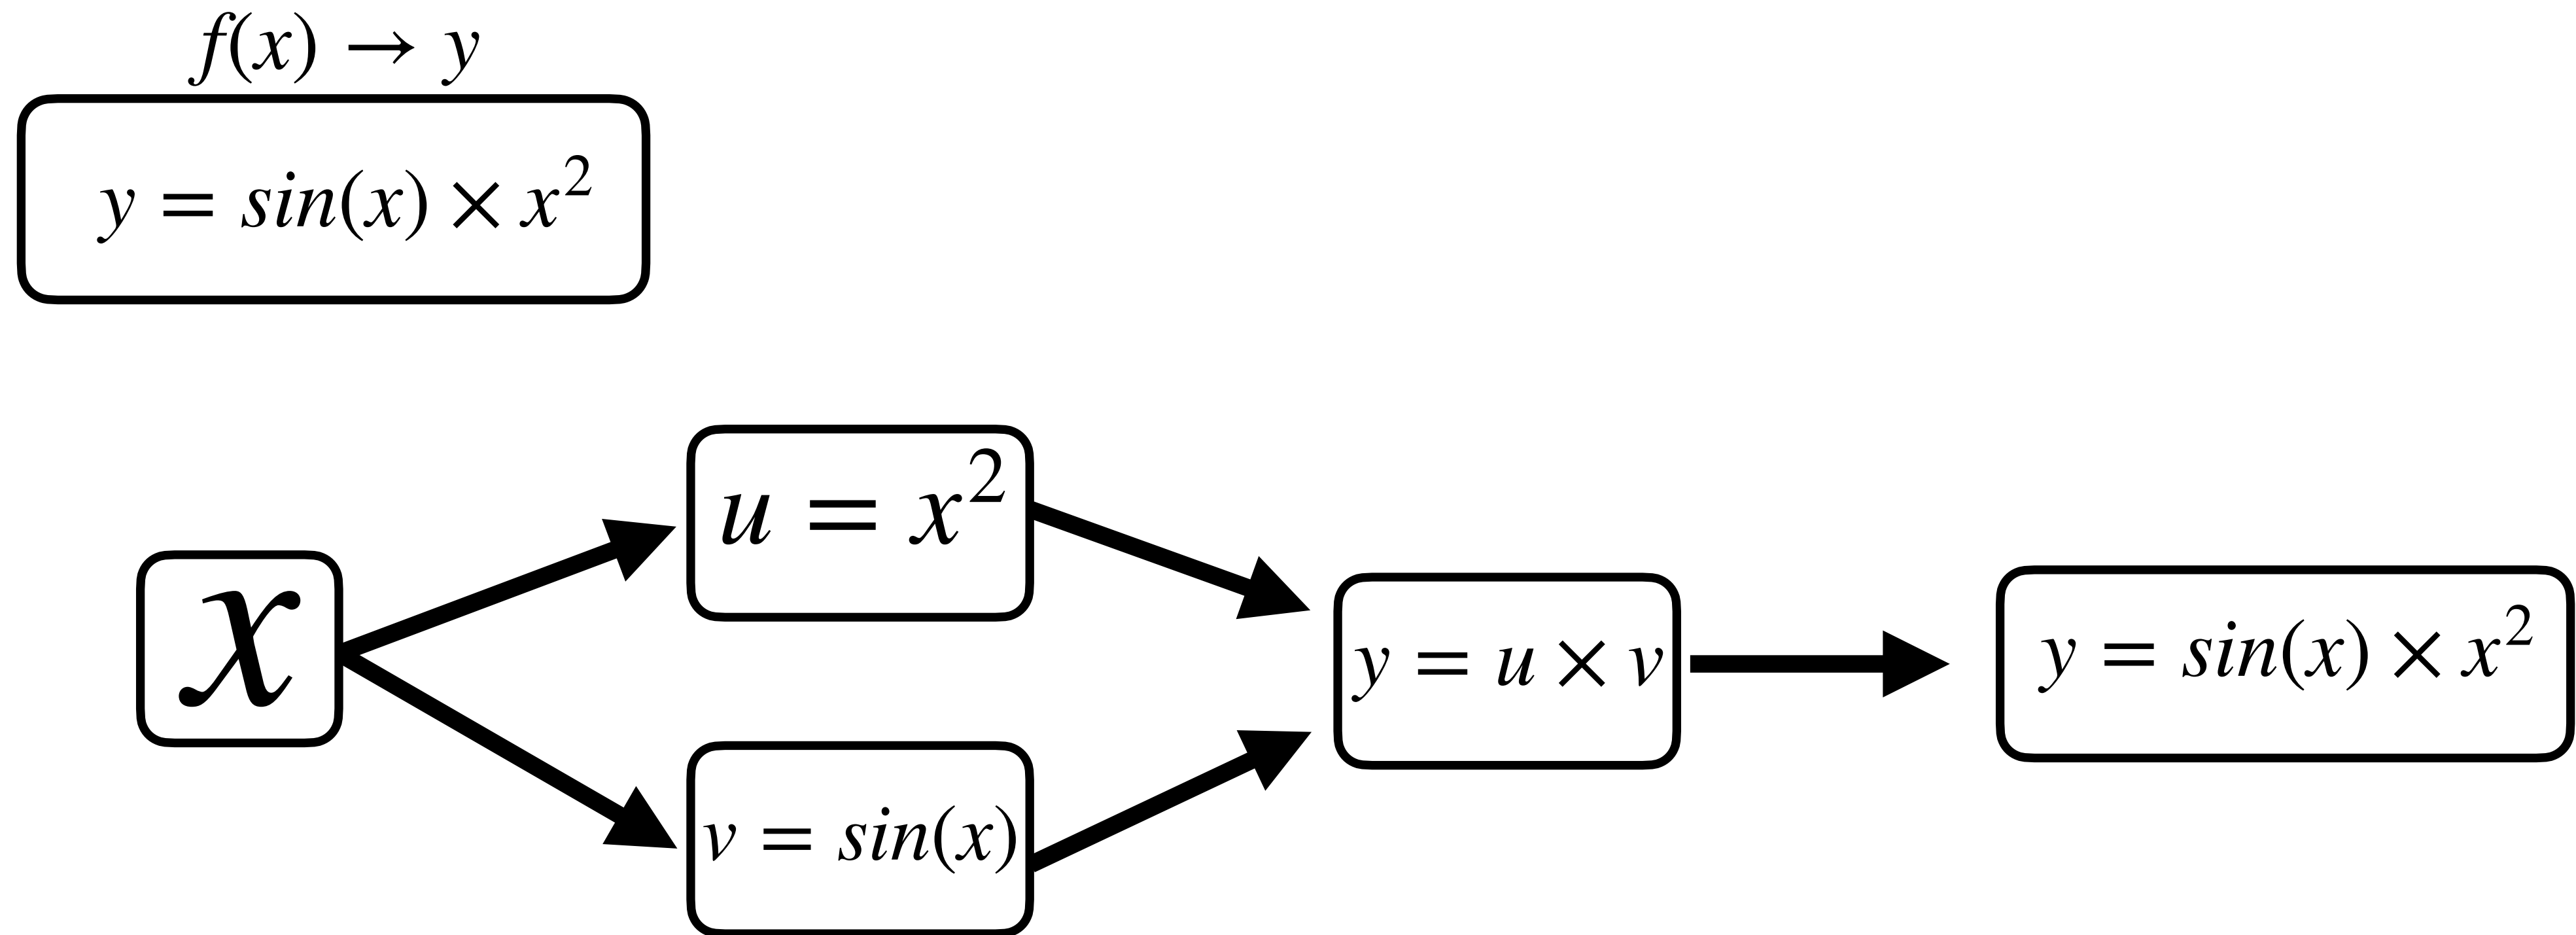 f(x) → y
y = sin(x) × x²
u = x²
x
y = u × v
y = sin(x) × x²
v = sin(x)